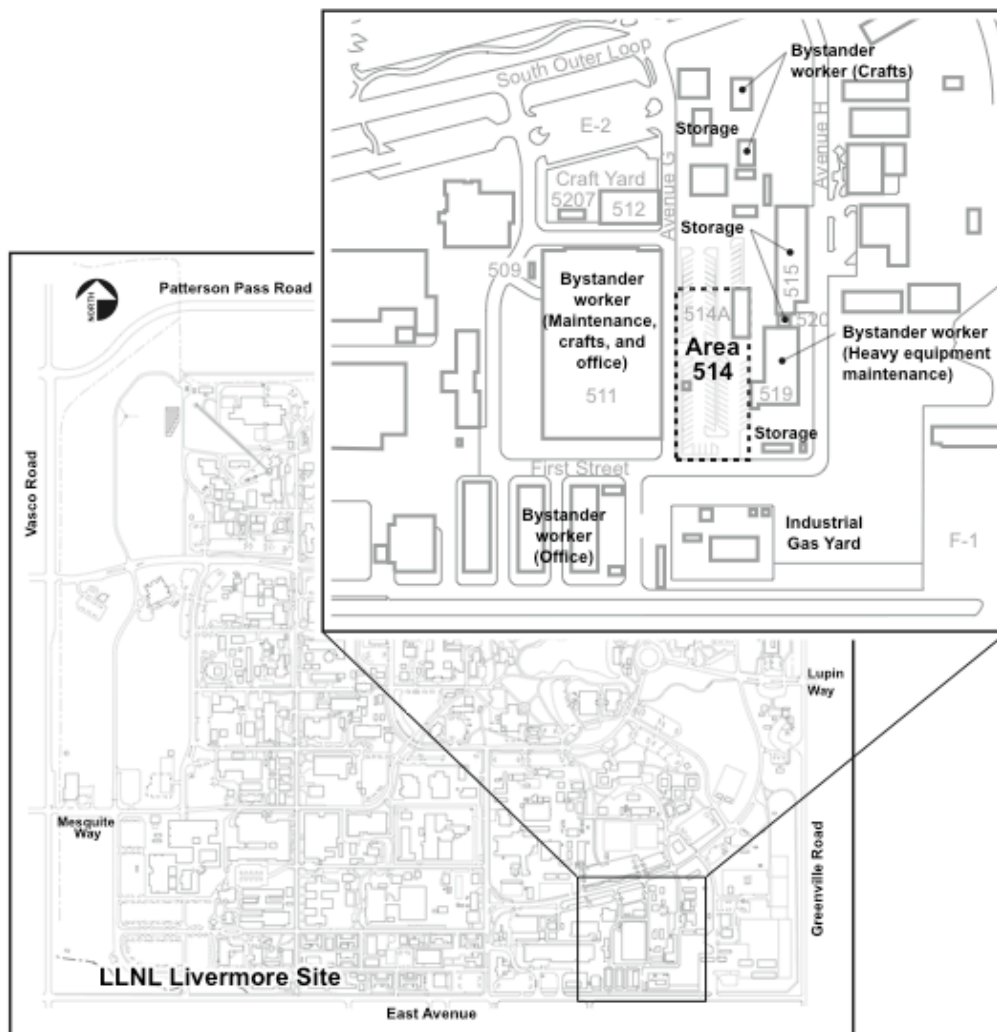 South Outer Loop
Bystander
worker (Crafts)
E-2
Storage
Avenue G
Avenue H
Craft Yard
5207
512
Storage
509
Bystander
worker
(Maintenance,
crafts, and
office)
511
515
514A
520
Area
514
Bystander worker
(Heavy equipment
maintenance)
519
Storage
First Street
Bystander
worker
(Office)
Industrial
Gas Yard
F-1
NORTH
Patterson Pass Road
Vasco Road
Lupin
Way
Mesquite
Way
Greenville Road
LLNL Livermore Site
East Avenue